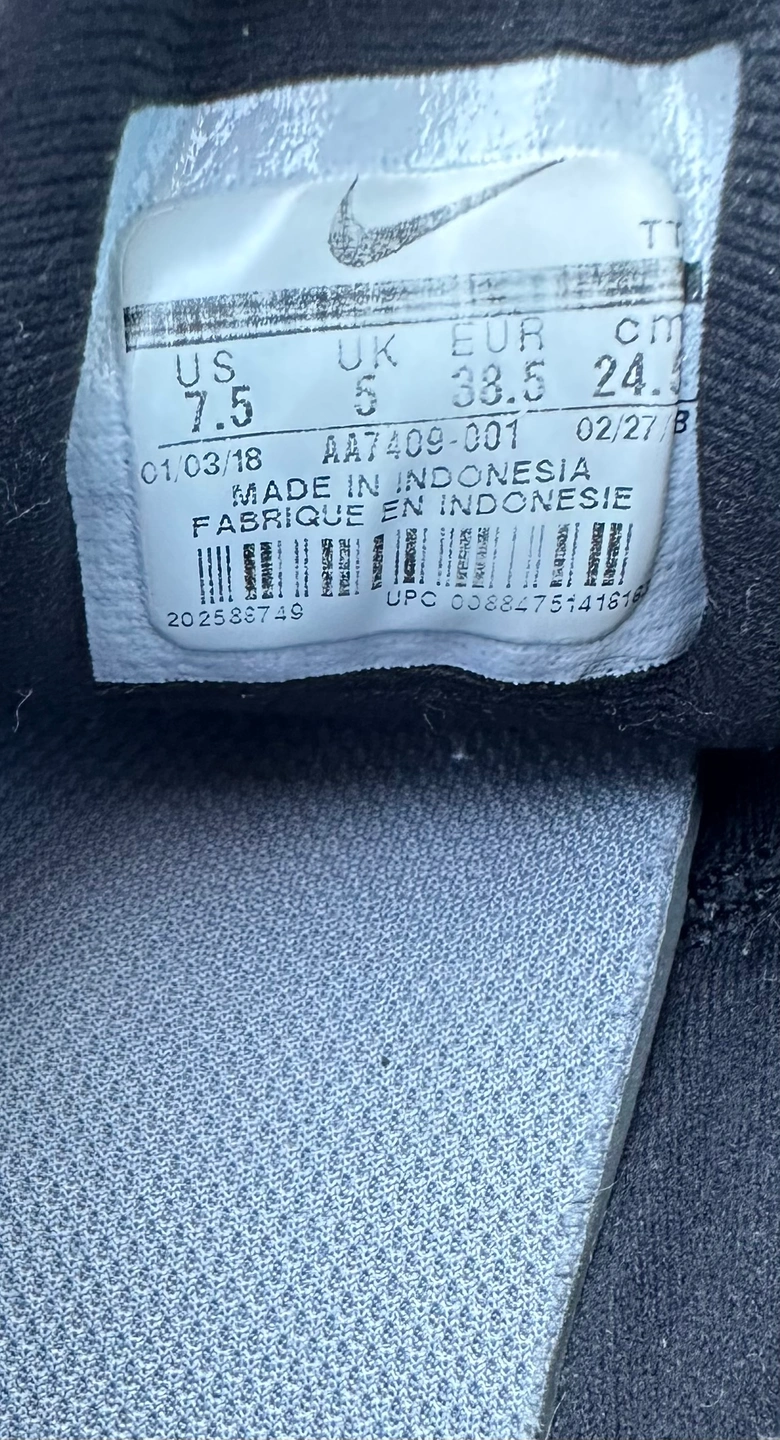 TT
US UK EUR cm
7.5 5 38.5 24.5
01/03/18 AA7409-001 02/27/
MADE IN INDONESIA
FABRIQUE EN INDONESIE
UPC